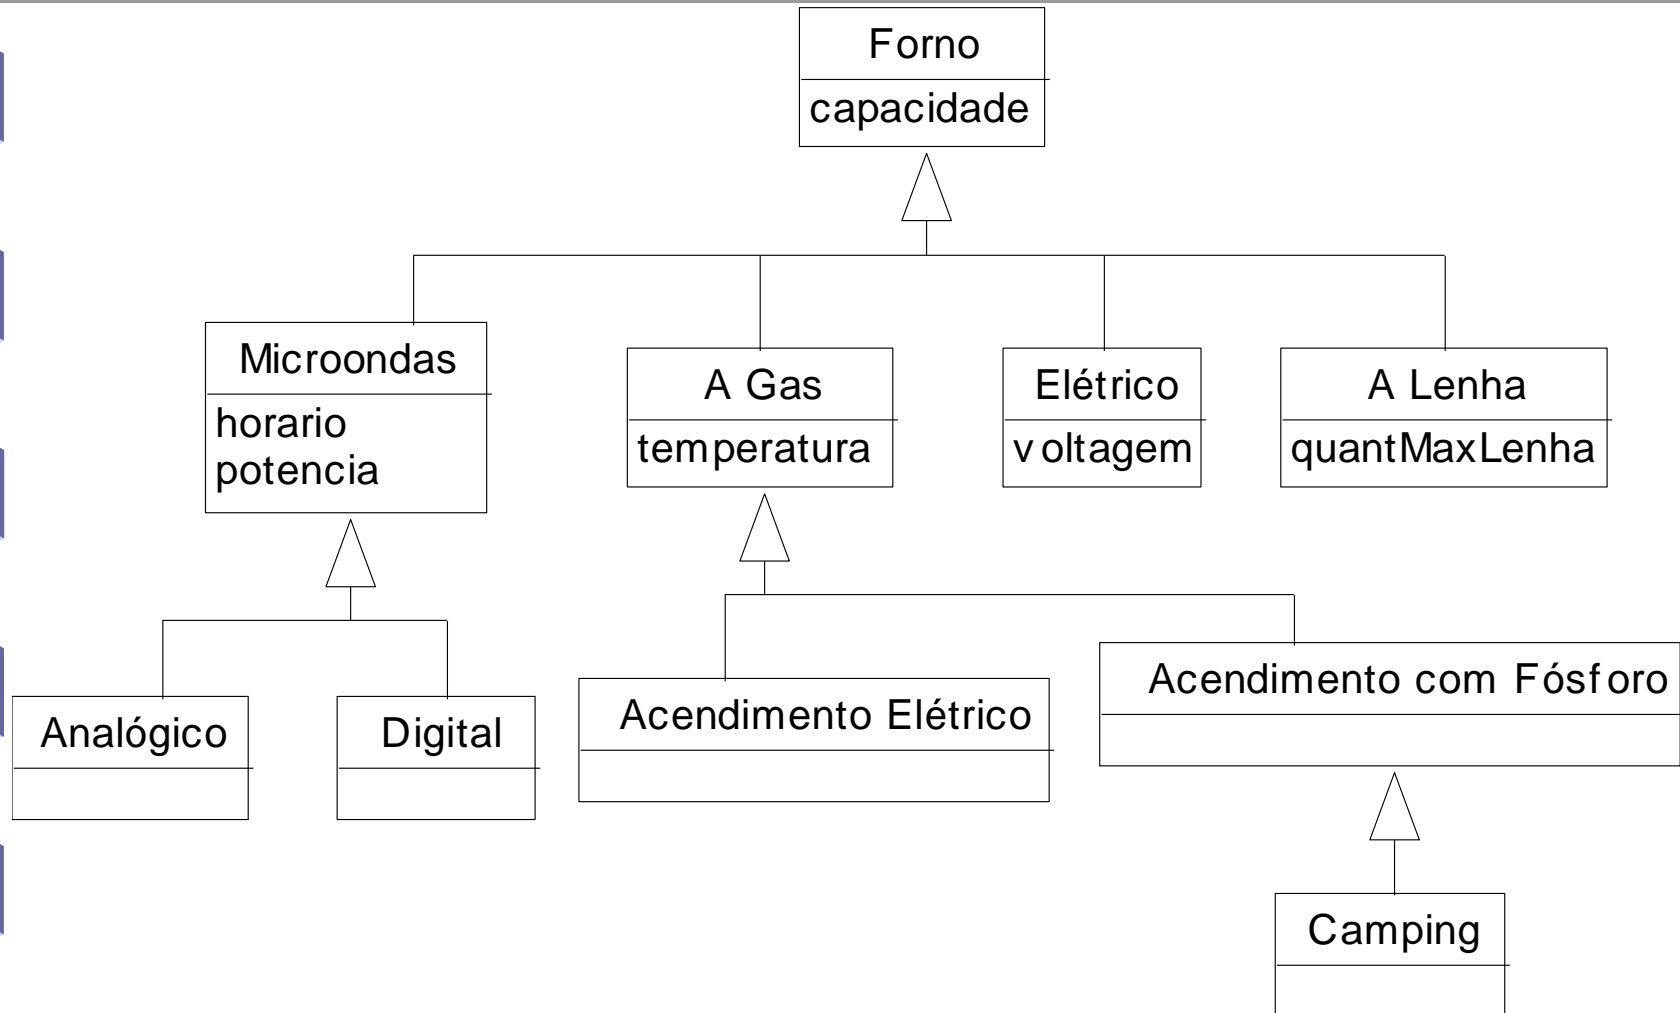 Forno
capacidade
Microondas
horario
potencia
A Gas
temperatura
Elétrico
voltagem
A Lenha
quantMaxLenha
Analógico
Digital
Acendimento Elétrico
Acendimento com Fósforo
Camping